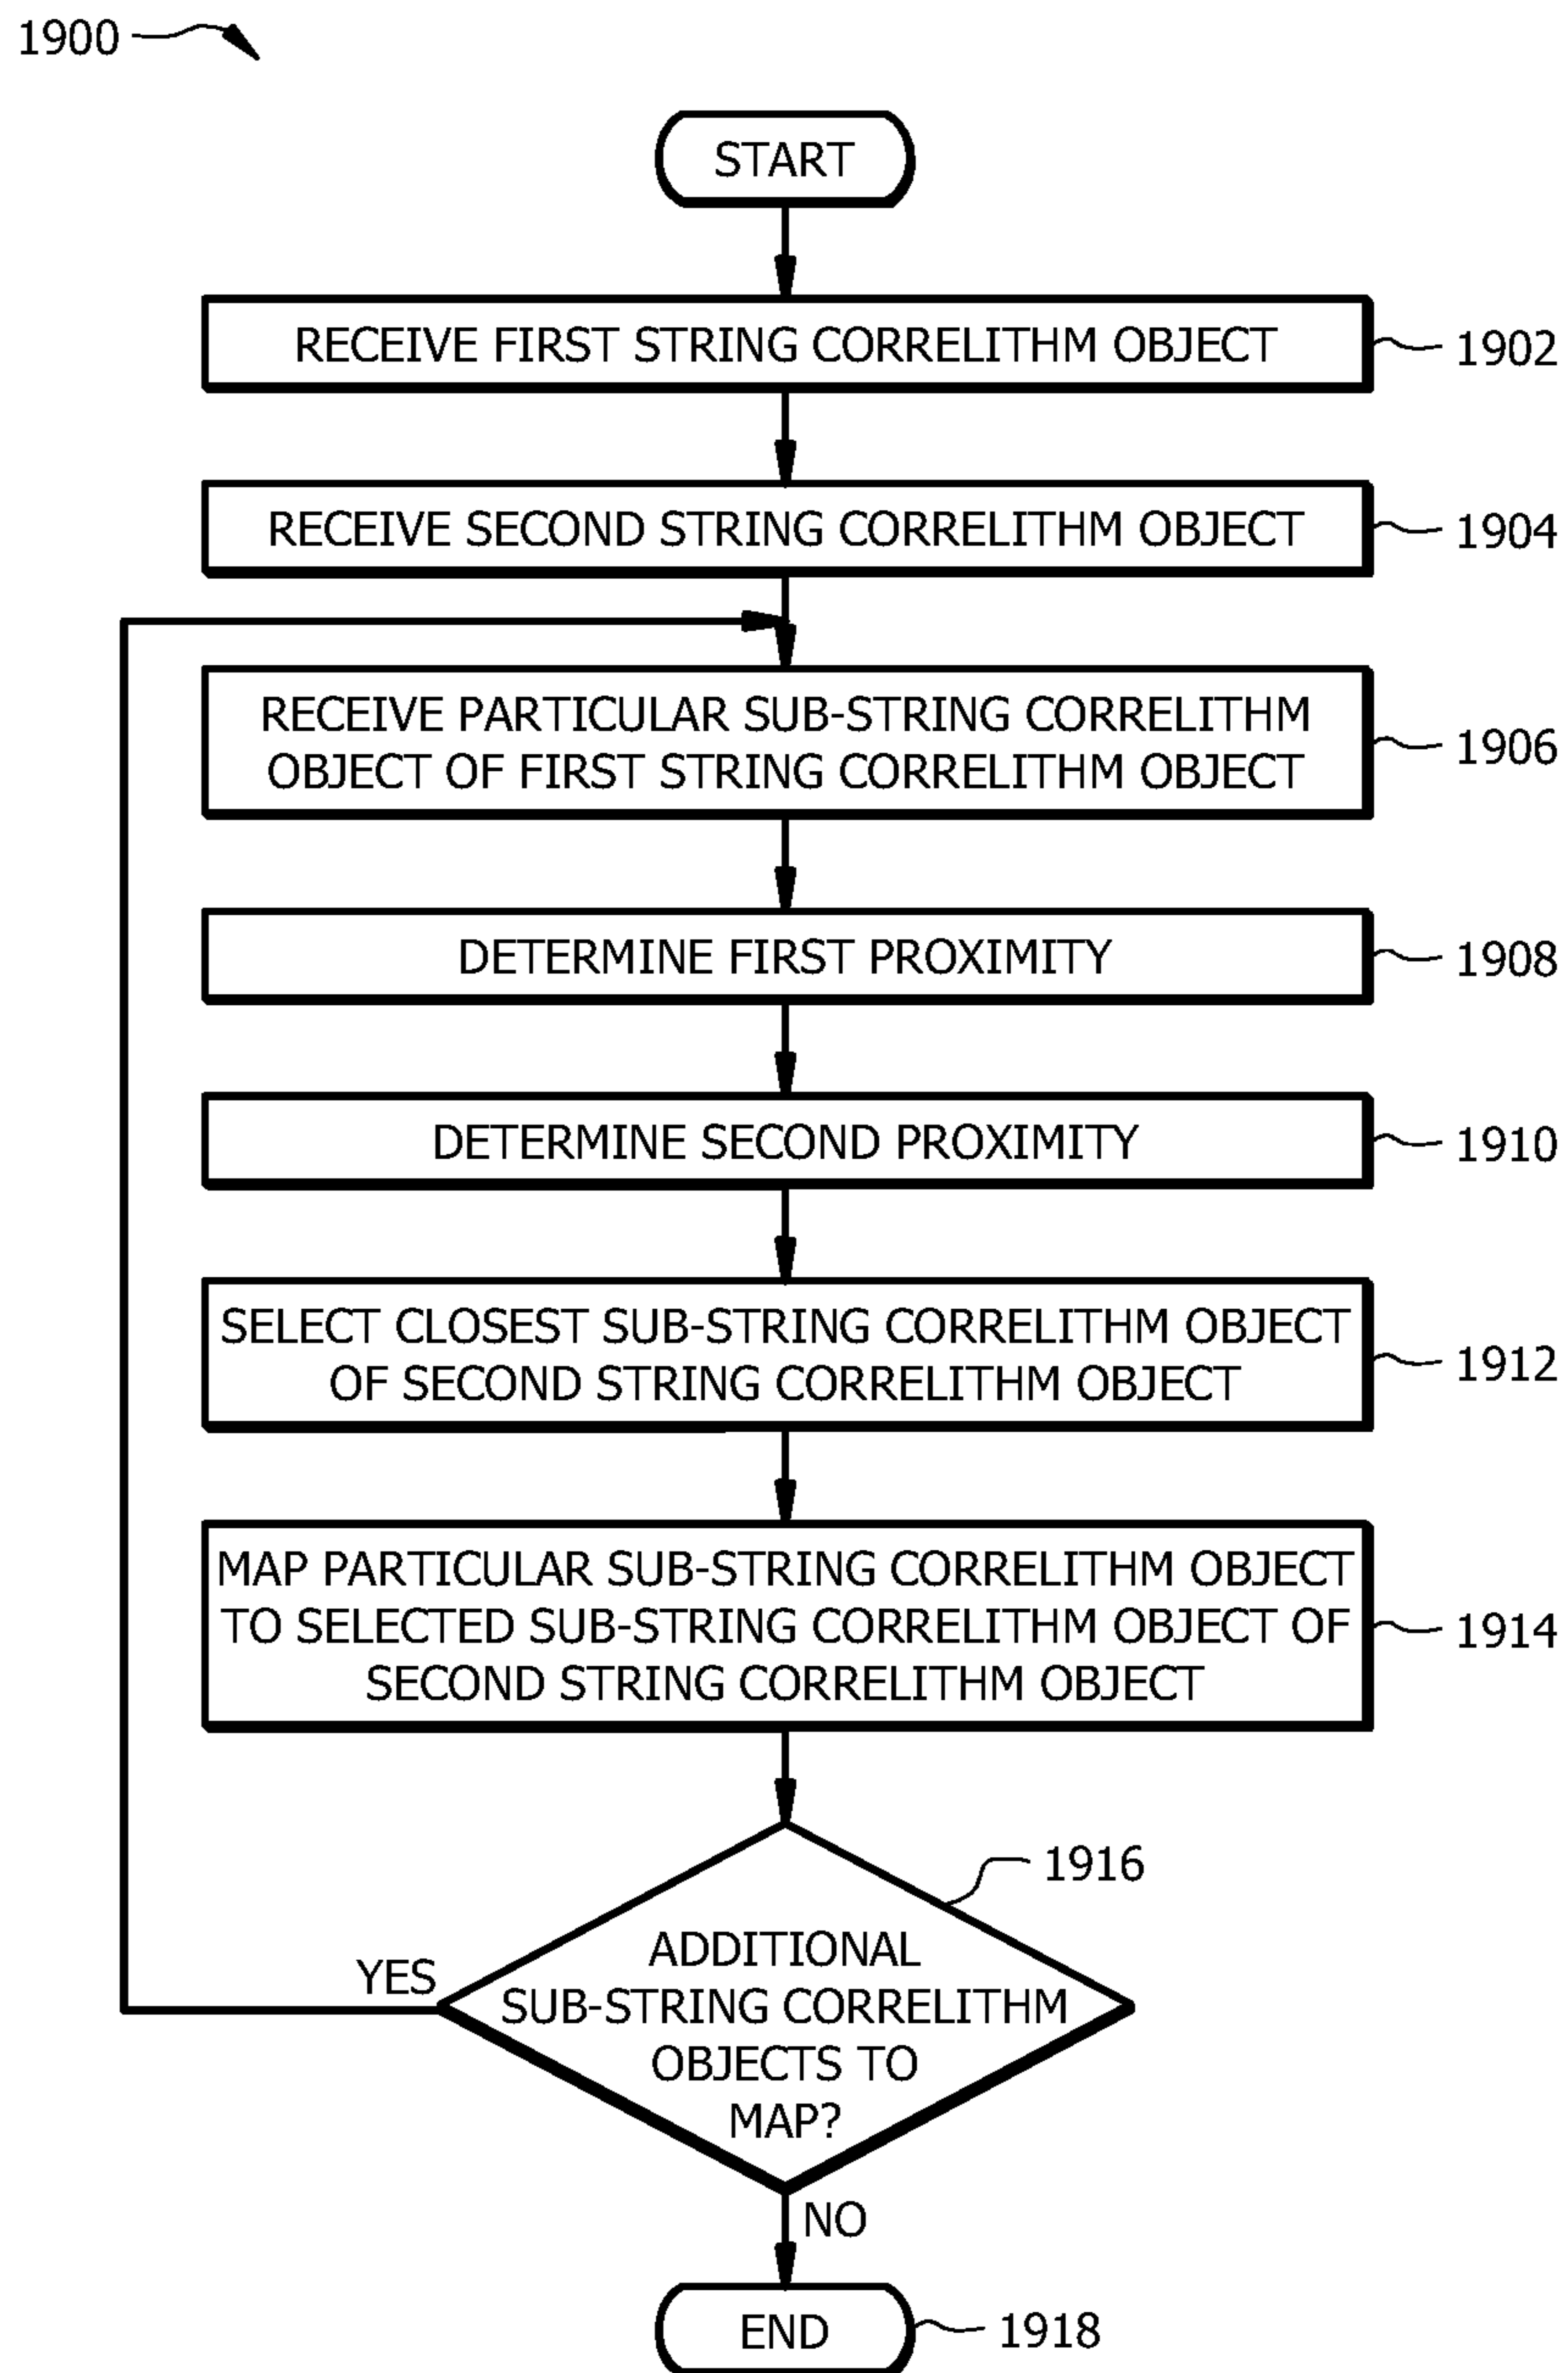 1900
START
RECEIVE FIRST STRING CORRELITHM OBJECT
1902
RECEIVE SECOND STRING CORRELITHM OBJECT
1904
RECEIVE PARTICULAR SUB-STRING CORRELITHM
OBJECT OF FIRST STRING CORRELITHM OBJECT
1906
DETERMINE FIRST PROXIMITY
1908
DETERMINE SECOND PROXIMITY
1910
SELECT CLOSEST SUB-STRING CORRELITHM OBJECT
OF SECOND STRING CORRELITHM OBJECT
1912
MAP PARTICULAR SUB-STRING CORRELITHM OBJECT
TO SELECTED SUB-STRING CORRELITHM OBJECT OF
SECOND STRING CORRELITHM OBJECT
1914
1916
ADDITIONAL
SUB-STRING CORRELITHM
OBJECTS TO
MAP?
YES
NO
END
1918